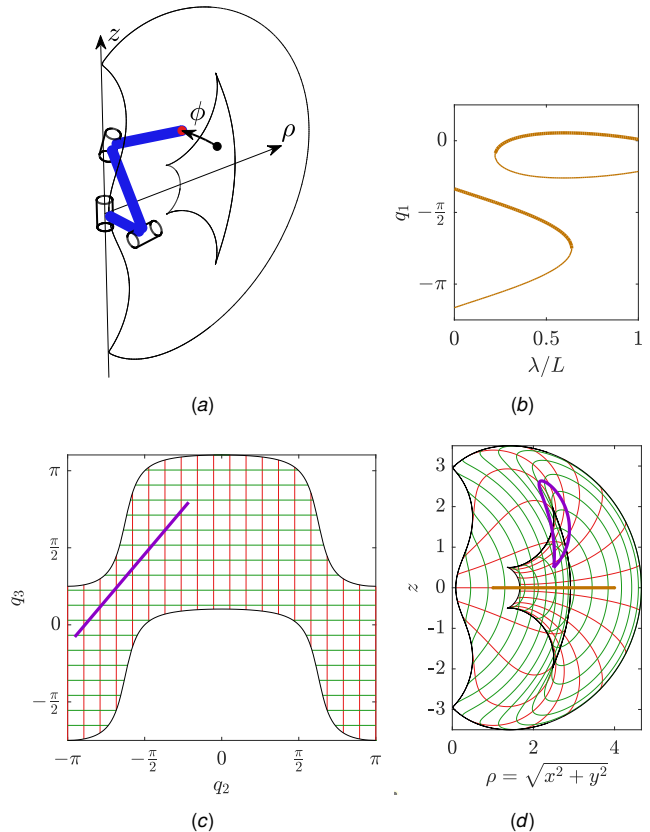 z
ϕ
ρ
(a)
0
−π/2
−π
q₁
0
0.5
1
λ/L
(b)
π
π/2
0
−π/2
q₃
−π
−π/2
0
π/2
π
q₂
(c)
3
2
1
0
-1
-2
-3
z
0
2
4
ρ = √(x² + y²)
(d)